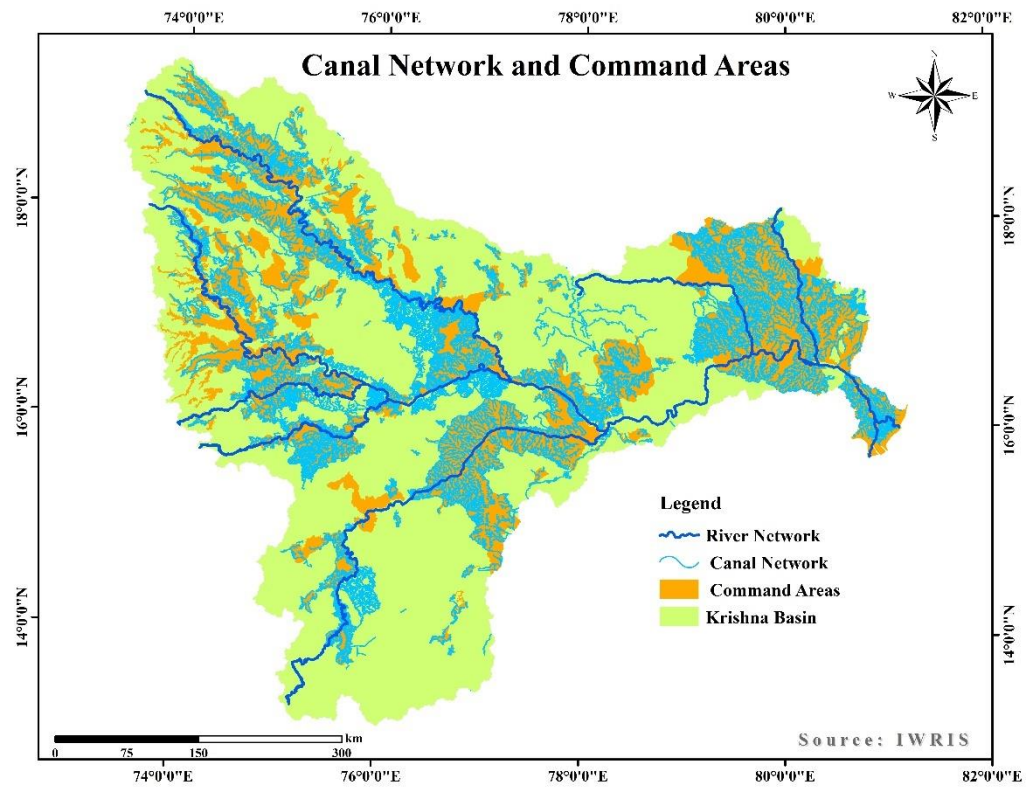 74°0'0"E 76°0'0"E 78°0'0"E 80°0'0"E 82°0'0"E
Canal Network and Command Areas
N
W E
S
18°0'0"N
18°0'0"N
16°0'0"N
16°0'0"N
Legend
River Network
Canal Network
Command Areas
Krishna Basin
14°0'0"N
14°0'0"N
km
0 75 150 300
Source: IWRIS
74°0'0"E 76°0'0"E 78°0'0"E 80°0'0"E 82°0'0"E